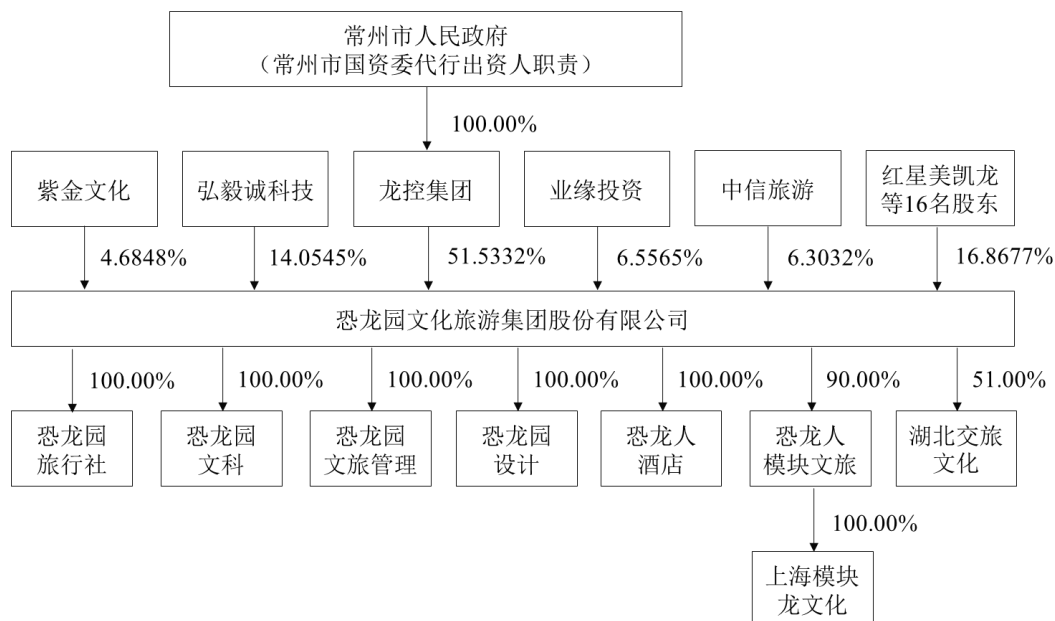 常州市人民政府
（常州市国资委代行出资人职责）
100.00%
紫金文化
弘毅诚科技
龙控集团
业缘投资
中信旅游
红星美凯龙
等16名股东
4.6848%
14.0545%
51.5332%
6.5565%
6.3032%
16.8677%
恐龙园文化旅游集团股份有限公司
100.00%
100.00%
100.00%
100.00%
100.00%
90.00%
51.00%
恐龙园
旅行社
恐龙园
文科
恐龙园
文旅管理
恐龙园
设计
恐龙人
酒店
恐龙人
模块文旅
湖北交旅
文化
100.00%
上海模块
龙文化